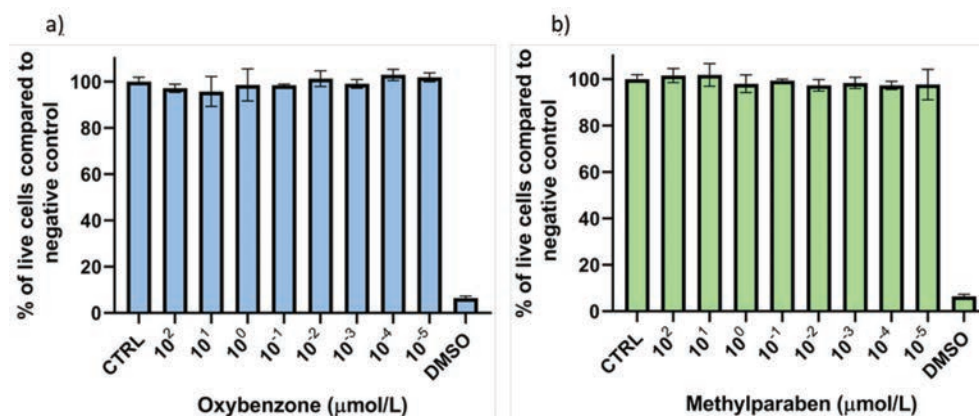 a)
% of live cells compared to
negative control
100
80
60
40
20
0
CTRL 10² 10¹ 10⁰ 10⁻¹ 10⁻² 10⁻³ 10⁻⁴ 10⁻⁵ DMSO
Oxybenzone (μmol/L)
b)
% of live cells compared to
negative control
100
80
60
40
20
0
CTRL 10² 10¹ 10⁰ 10⁻¹ 10⁻² 10⁻³ 10⁻⁴ 10⁻⁵ DMSO
Methylparaben (μmol/L)